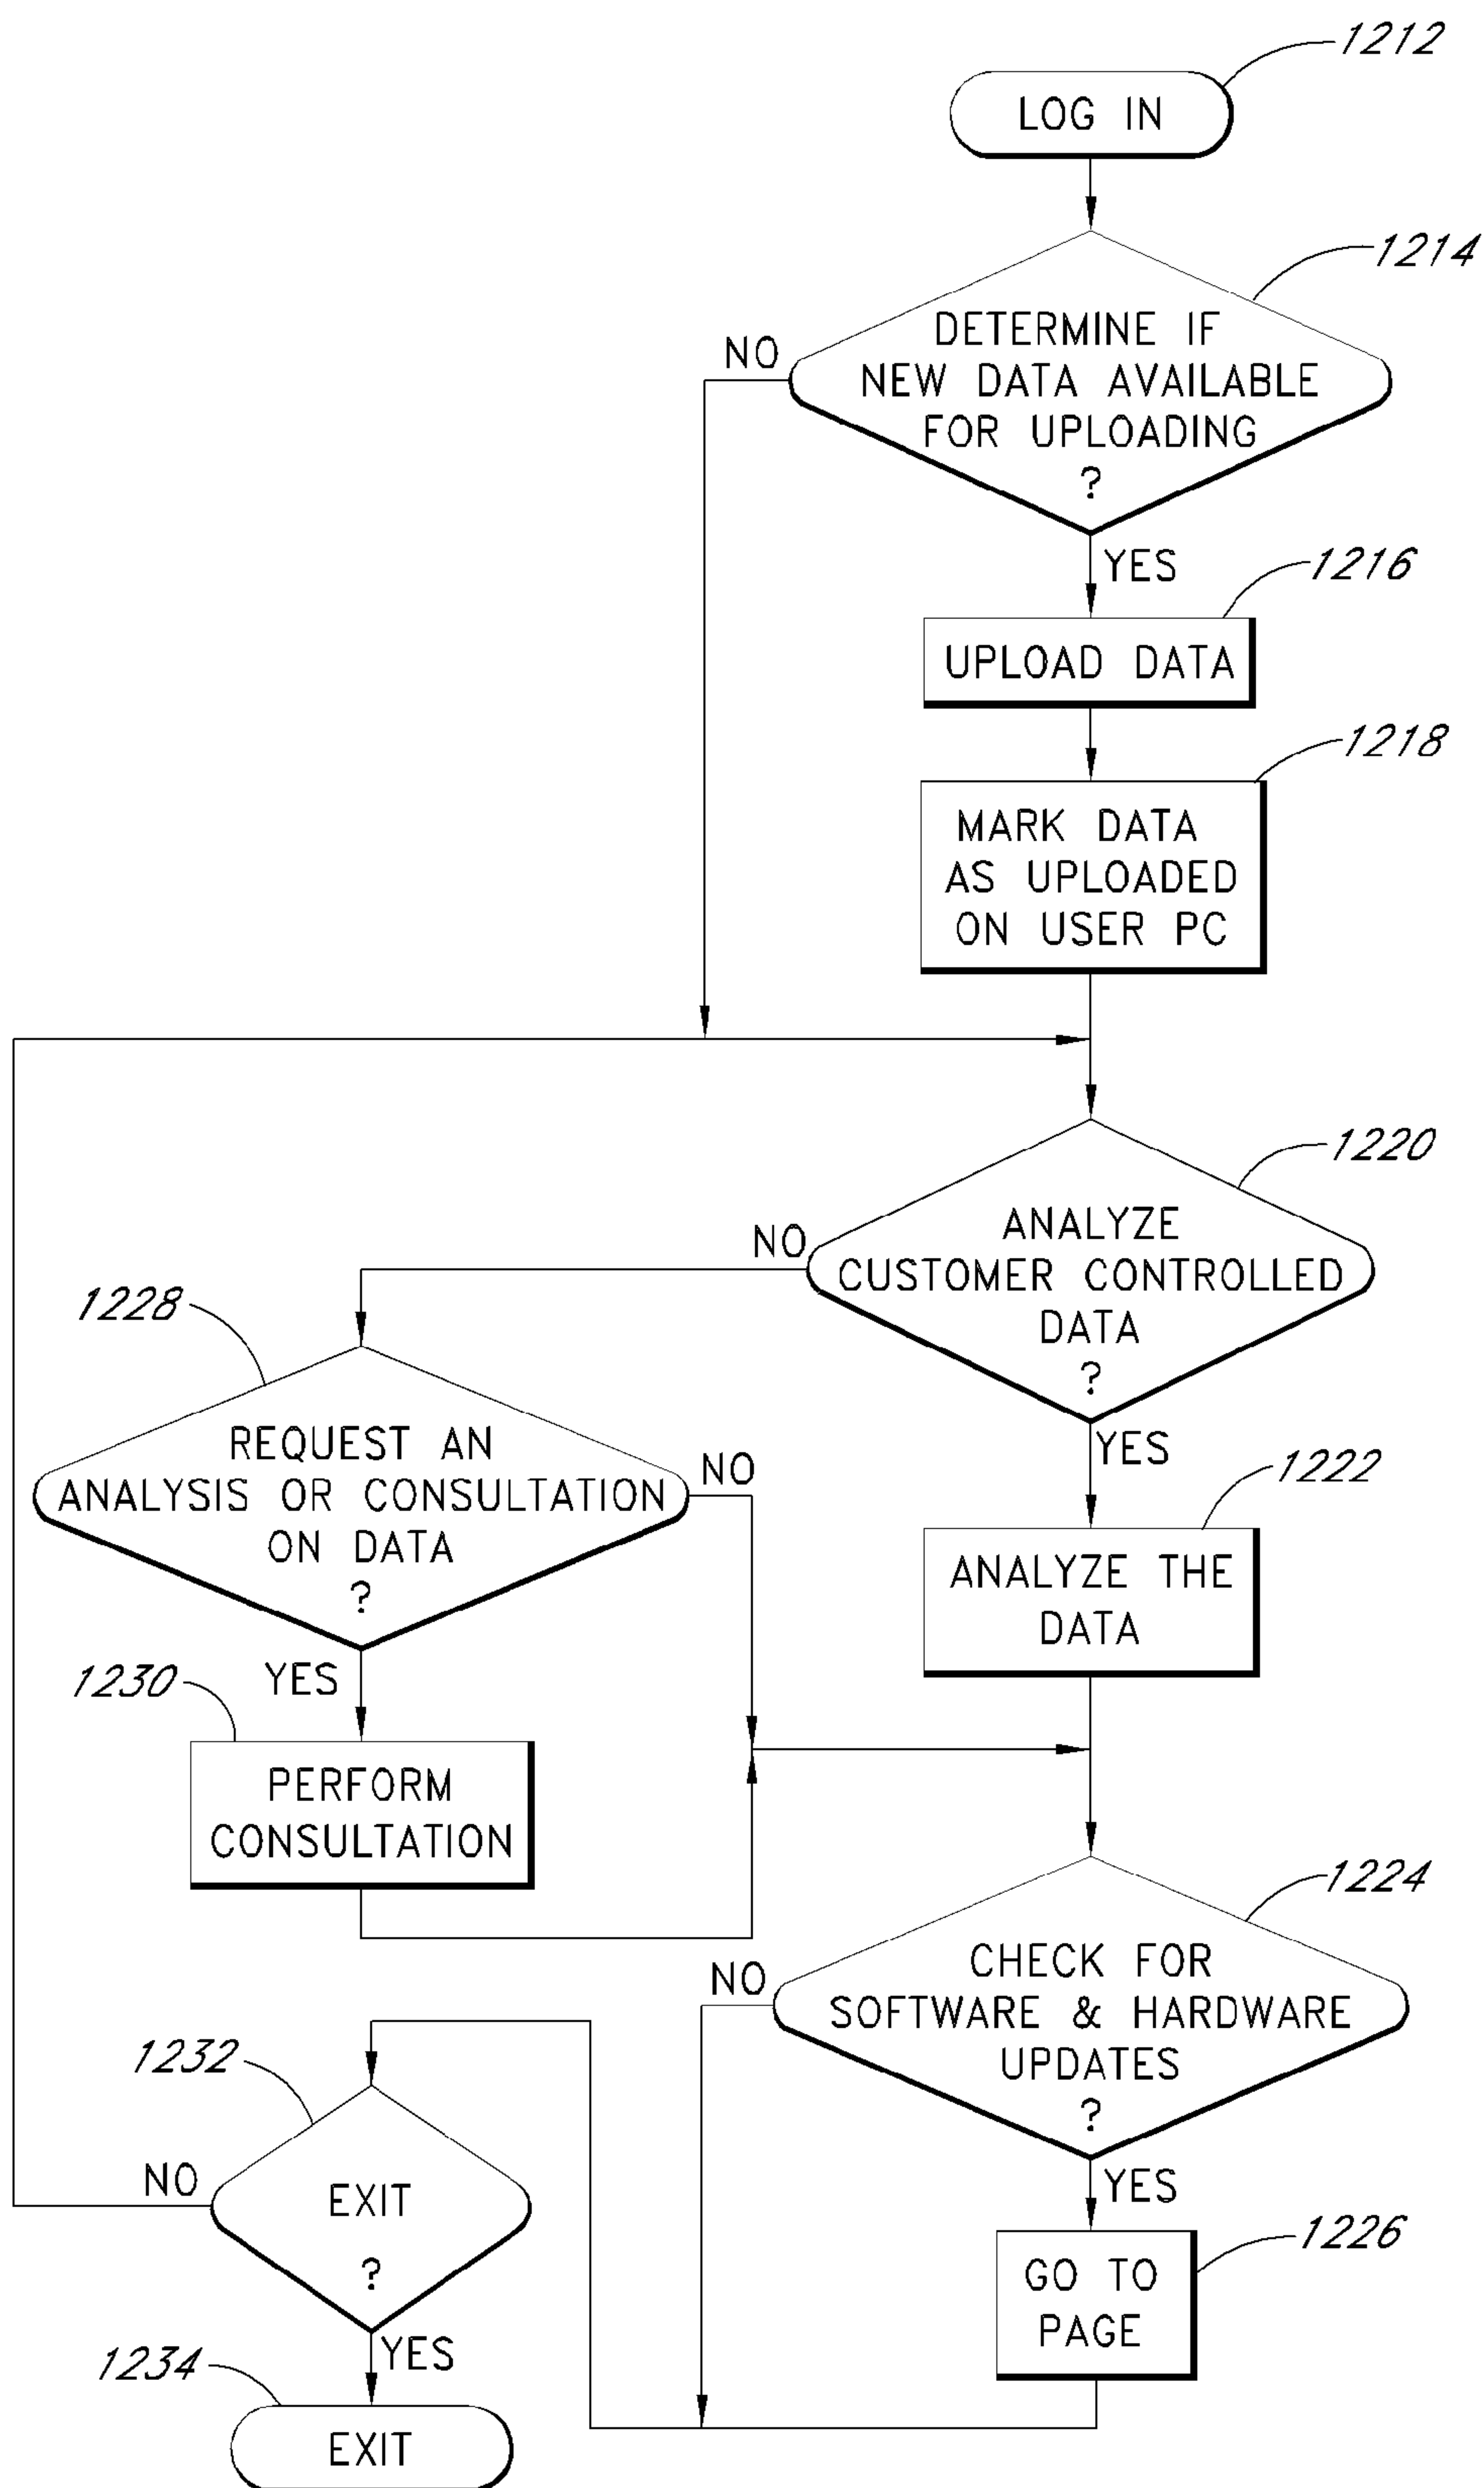 1212
LOG IN
1214
DETERMINE IF
NEW DATA AVAILABLE
FOR UPLOADING
?
NO
YES
1216
UPLOAD DATA
1218
MARK DATA
AS UPLOADED
ON USER PC
1220
ANALYZE
CUSTOMER CONTROLLED
DATA
?
NO
YES
1228
REQUEST AN
ANALYSIS OR CONSULTATION
ON DATA
?
NO
YES
1222
ANALYZE THE
DATA
1230
PERFORM
CONSULTATION
1224
CHECK FOR
SOFTWARE & HARDWARE
UPDATES
?
NO
YES
1226
GO TO
PAGE
1232
EXIT
?
NO
YES
1234
EXIT